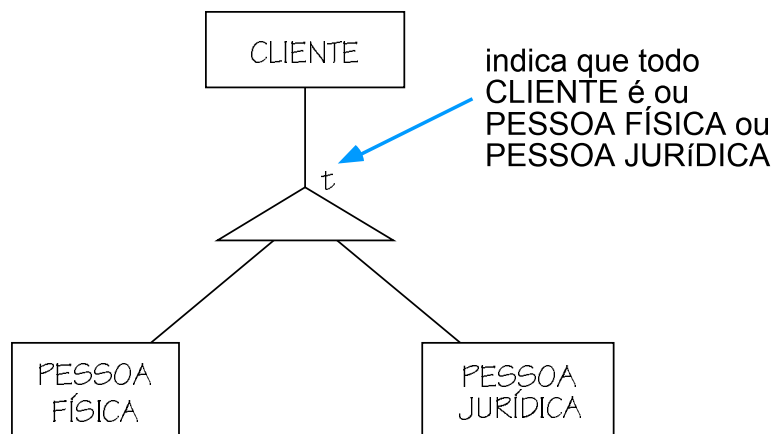 CLIENTE
indica que todo
CLIENTE é ou
PESSOA FÍSICA ou
PESSOA JURíDICA
t
PESSOA
FÍSICA
PESSOA
JURÍDICA